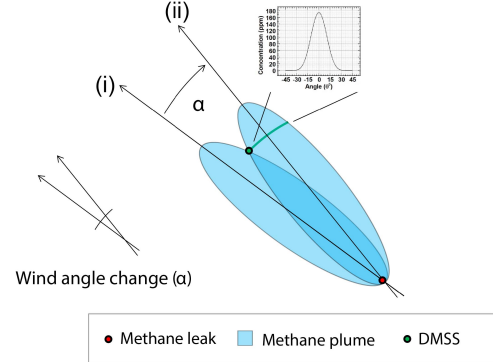 (ii)
(i)
α
Concentration (ppm)
180
160
140
120
100
80
60
40
20
0
-45 -30 -15 0 15 30 45
Angle (θ°)
Wind angle change (α)
Methane leak
Methane plume
DMSS